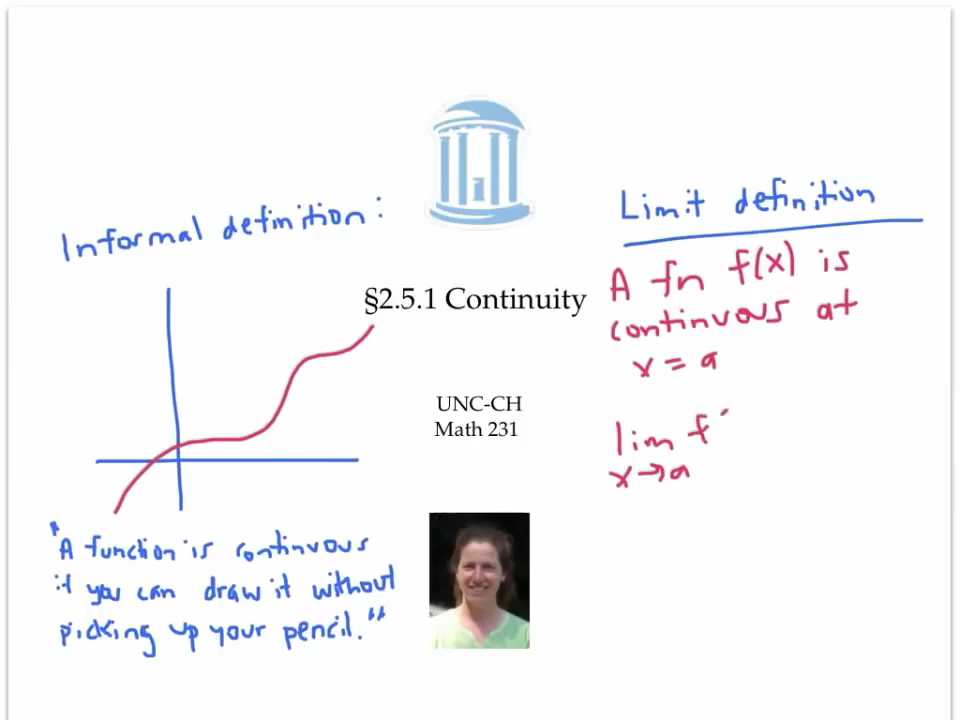 Informal definition:
"A function is continuous
if you can draw it without
picking up your pencil."
§2.5.1 Continuity
UNC-CH
Math 231
Limit definition
A fn f(x) is
continuous at
x = a
lim f
x→a